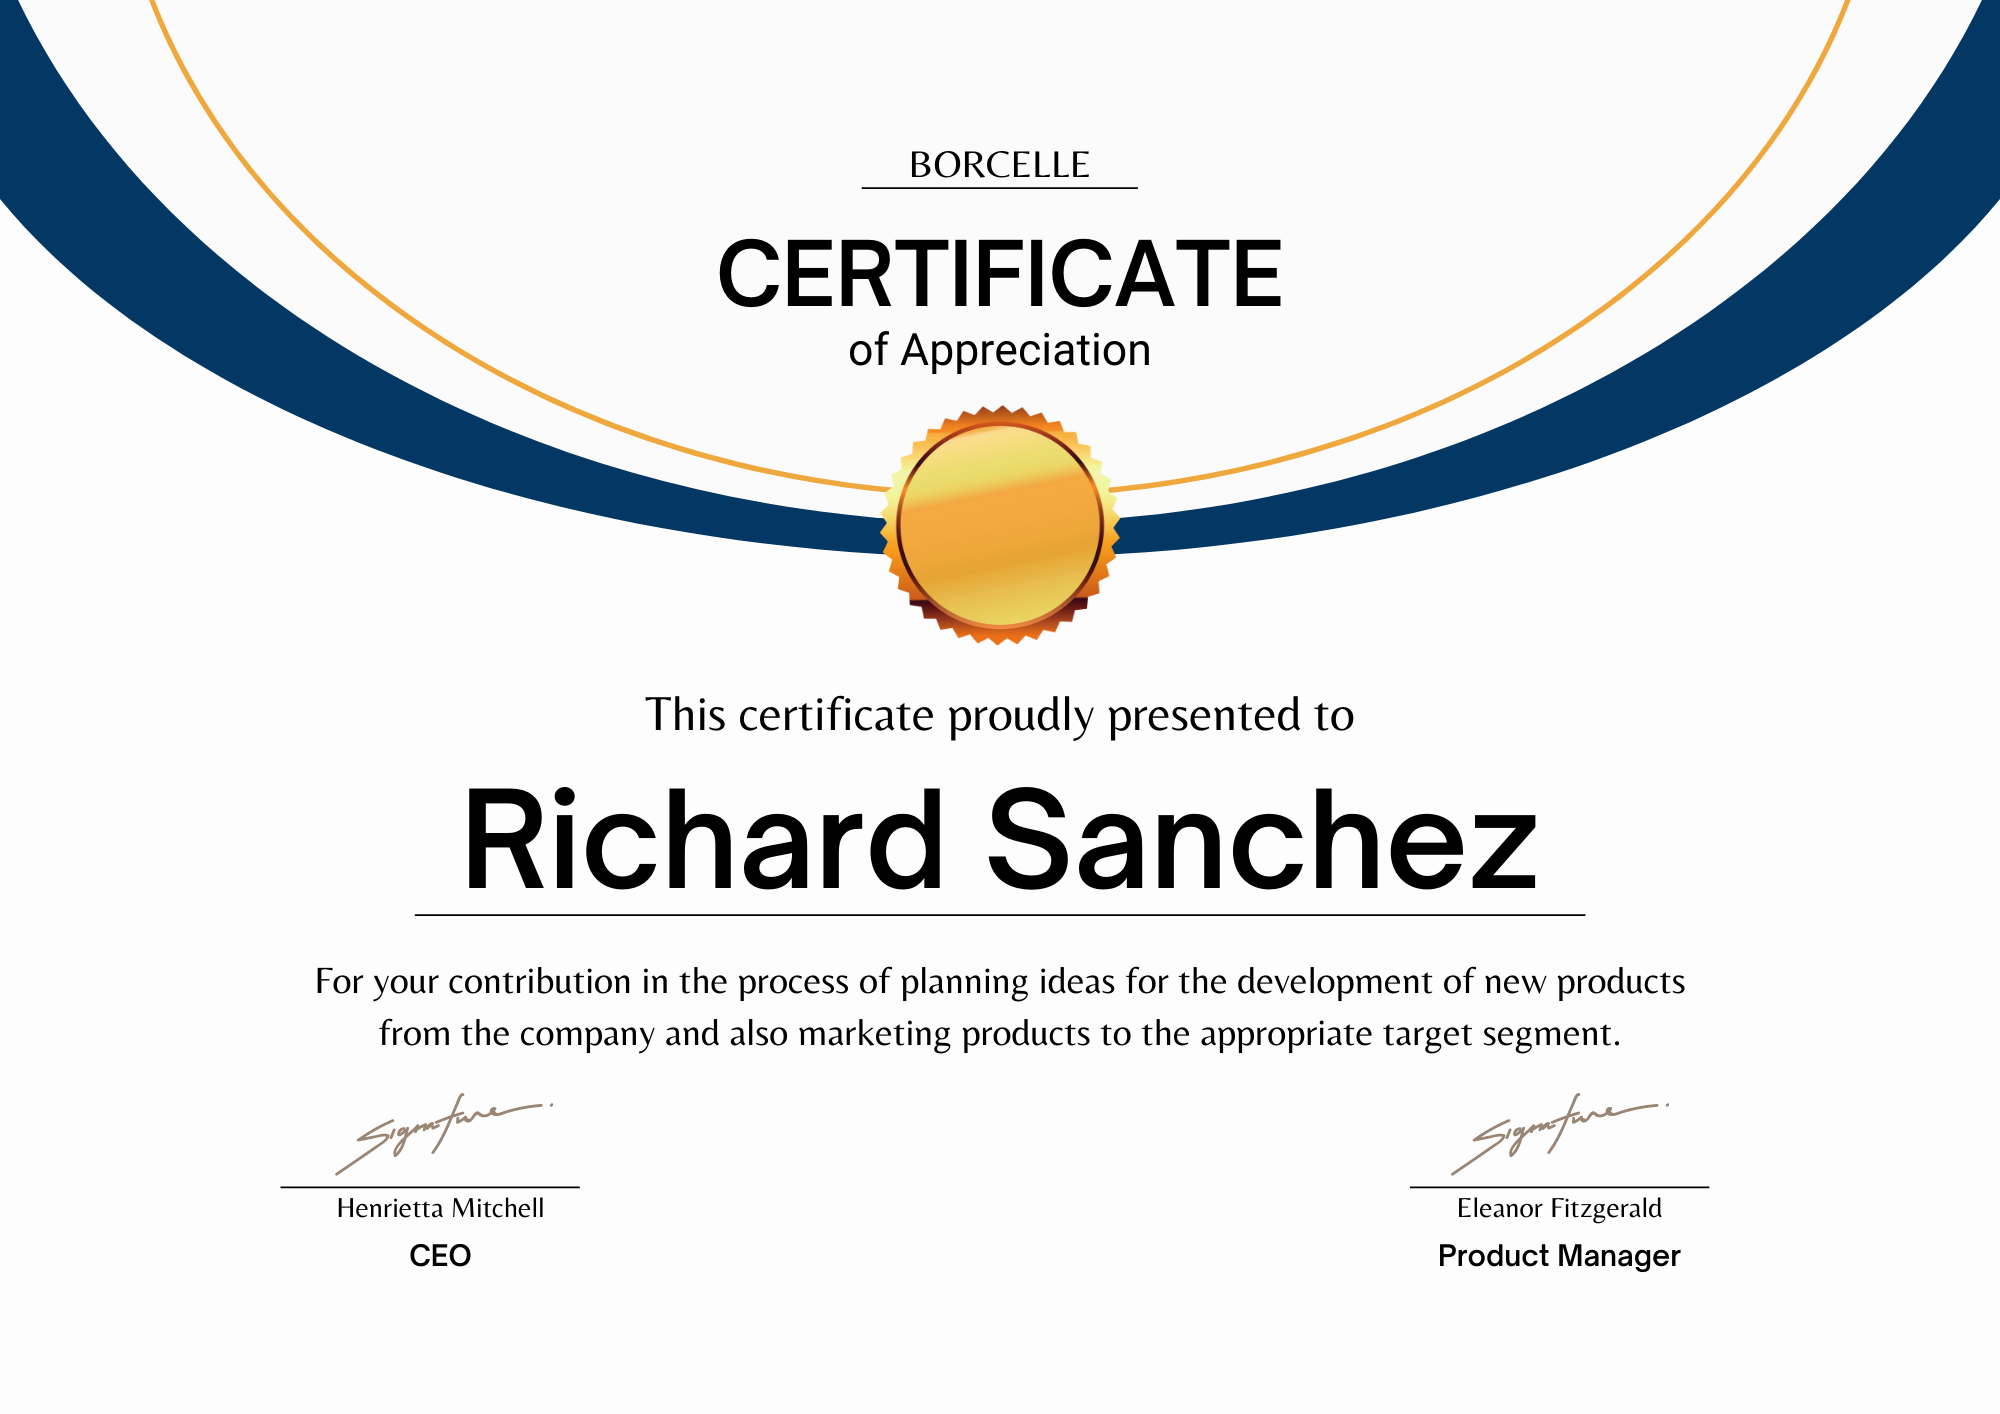 BORCELLE
CERTIFICATE
of Appreciation
This certificate proudly presented to
Richard Sanchez
For your contribution in the process of planning ideas for the development of new products
from the company and also marketing products to the appropriate target segment.
Signature Signature
Henrietta Mitchell Eleanor Fitzgerald
CEO Product Manager